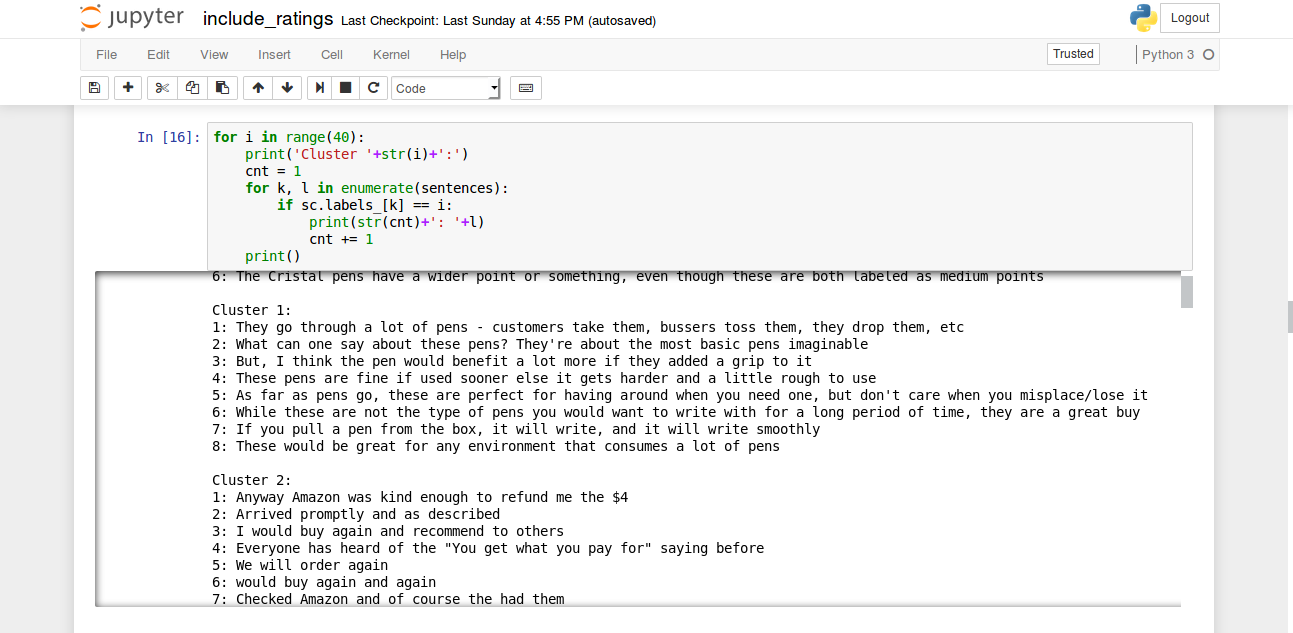 jupyter include_ratings Last Checkpoint: Last Sunday at 4:55 PM (autosaved) Logout
File Edit View Insert Cell Kernel Help Trusted Python 3
Code
In [16]: for i in range(40):
    print('Cluster '+str(i)+':')
    cnt = 1
    for k, l in enumerate(sentences):
        if sc.labels_[k] == i:
            print(str(cnt)+': '+l)
            cnt += 1
    print()
6: The Cristal pens have a wider point or something, even though these are both labeled as medium points
Cluster 1:
1: They go through a lot of pens - customers take them, bussers toss them, they drop them, etc
2: What can one say about these pens? They're about the most basic pens imaginable
3: But, I think the pen would benefit a lot more if they added a grip to it
4: These pens are fine if used sooner else it gets harder and a little rough to use
5: As far as pens go, these are perfect for having around when you need one, but don't care when you misplace/lose it
6: While these are not the type of pens you would want to write with for a long period of time, they are a great buy
7: If you pull a pen from the box, it will write, and it will write smoothly
8: These would be great for any environment that consumes a lot of pens
Cluster 2:
1: Anyway Amazon was kind enough to refund me the $4
2: Arrived promptly and as described
3: I would buy again and recommend to others
4: Everyone has heard of the "You get what you pay for" saying before
5: We will order again
6: would buy again and again
7: Checked Amazon and of course the had them